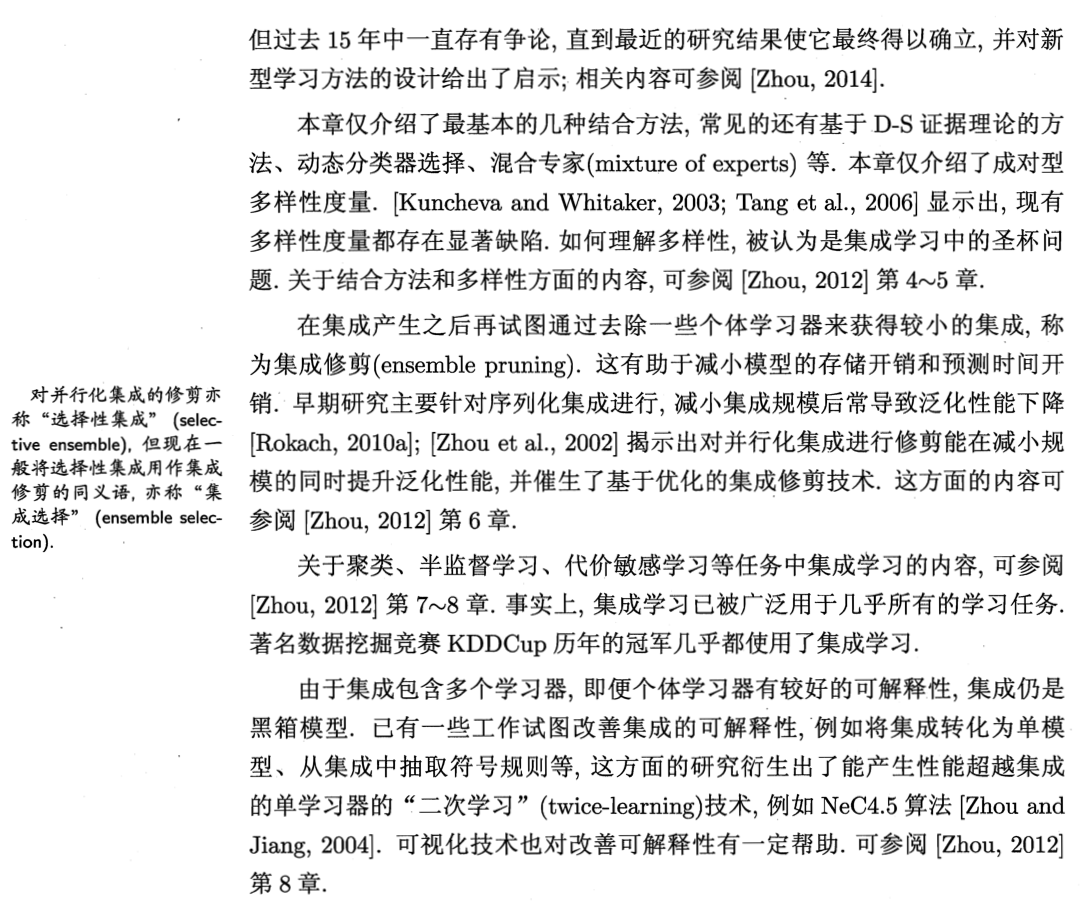 但过去 15 年中一直存有争论, 直到最近的研究结果使它最终得以确立, 并对新
型学习方法的设计给出了启示; 相关内容可参阅 [Zhou, 2014].
本章仅介绍了最基本的几种结合方法, 常见的还有基于 D-S 证据理论的方
法、动态分类器选择、混合专家(mixture of experts) 等. 本章仅介绍了成对型
多样性度量. [Kuncheva and Whitaker, 2003; Tang et al., 2006] 显示出, 现有
多样性度量都存在显著缺陷. 如何理解多样性, 被认为是集成学习中的圣杯问
题. 关于结合方法和多样性方面的内容, 可参阅 [Zhou, 2012] 第 4~5 章.
在集成产生之后再试图通过去除一些个体学习器来获得较小的集成, 称
为集成修剪(ensemble pruning). 这有助于减小模型的存储开销和预测时间开
销. 早期研究主要针对序列化集成进行, 减小集成规模后常导致泛化性能下降
[Rokach, 2010a]; [Zhou et al., 2002] 揭示出对并行化集成进行修剪能在减小规
模的同时提升泛化性能, 并催生了基于优化的集成修剪技术. 这方面的内容可
参阅 [Zhou, 2012] 第 6 章.
对并行化集成的修剪亦
称“选择性集成” (selec-
tive ensemble), 但现在一
般将选择性集成用作集成
修剪的同义语, 亦称“集
成选择” (ensemble selec-
tion).
关于聚类、半监督学习、代价敏感学习等任务中集成学习的内容, 可参阅
[Zhou, 2012] 第 7~8 章. 事实上, 集成学习已被广泛用于几乎所有的学习任务.
著名数据挖掘竞赛 KDDCup 历年的冠军几乎都使用了集成学习.
由于集成包含多个学习器, 即便个体学习器有较好的可解释性, 集成仍是
黑箱模型. 已有一些工作试图改善集成的可解释性, 例如将集成转化为单模
型、从集成中抽取符号规则等, 这方面的研究衍生出了能产生性能超越集成
的单学习器的“二次学习”(twice-learning)技术, 例如 NeC4.5 算法 [Zhou and
Jiang, 2004]. 可视化技术也对改善可解释性有一定帮助. 可参阅 [Zhou, 2012]
第 8 章.